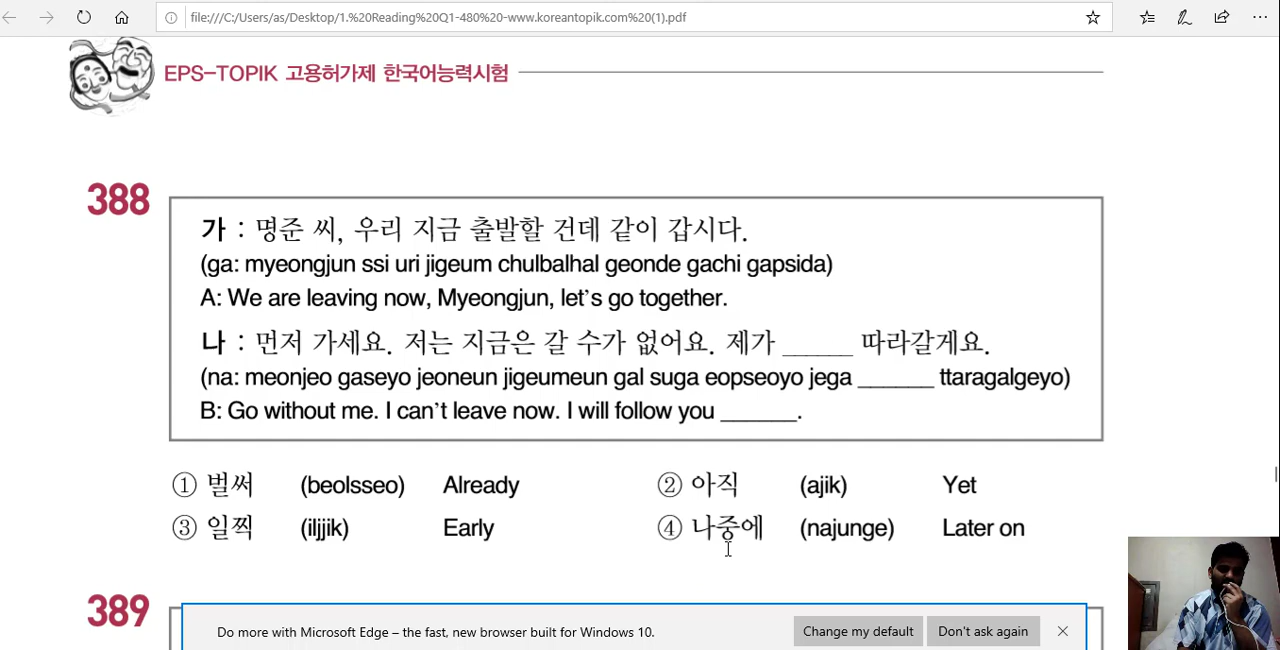 file:///C:/Users/as/Desktop/1.%20Reading%20Q1-480%20-www.koreantopik.com%20(1).pdf
EPS-TOPIK 고용허가제 한국어능력시험
388
가 : 명준 씨, 우리 지금 출발할 건데 같이 갑시다.
(ga: myeongjun ssi uri jigeum chulbalhal geonde gachi gapsida)
A: We are leaving now, Myeongjun, let's go together.
나 : 먼저 가세요. 저는 지금은 갈 수가 없어요. 제가 ______ 따라갈게요.
(na: meonjeo gaseyo jeoneun jigeumeun gal suga eopseoyo jega ______ ttaragalgeyo)
B: Go without me. I can't leave now. I will follow you ______.
① 벌써 (beolsseo) Already ② 아직 (ajik) Yet
③ 일찍 (iljjik) Early ④ 나중에 (najunge) Later on
389
Do more with Microsoft Edge – the fast, new browser built for Windows 10. Change my default Don't ask again